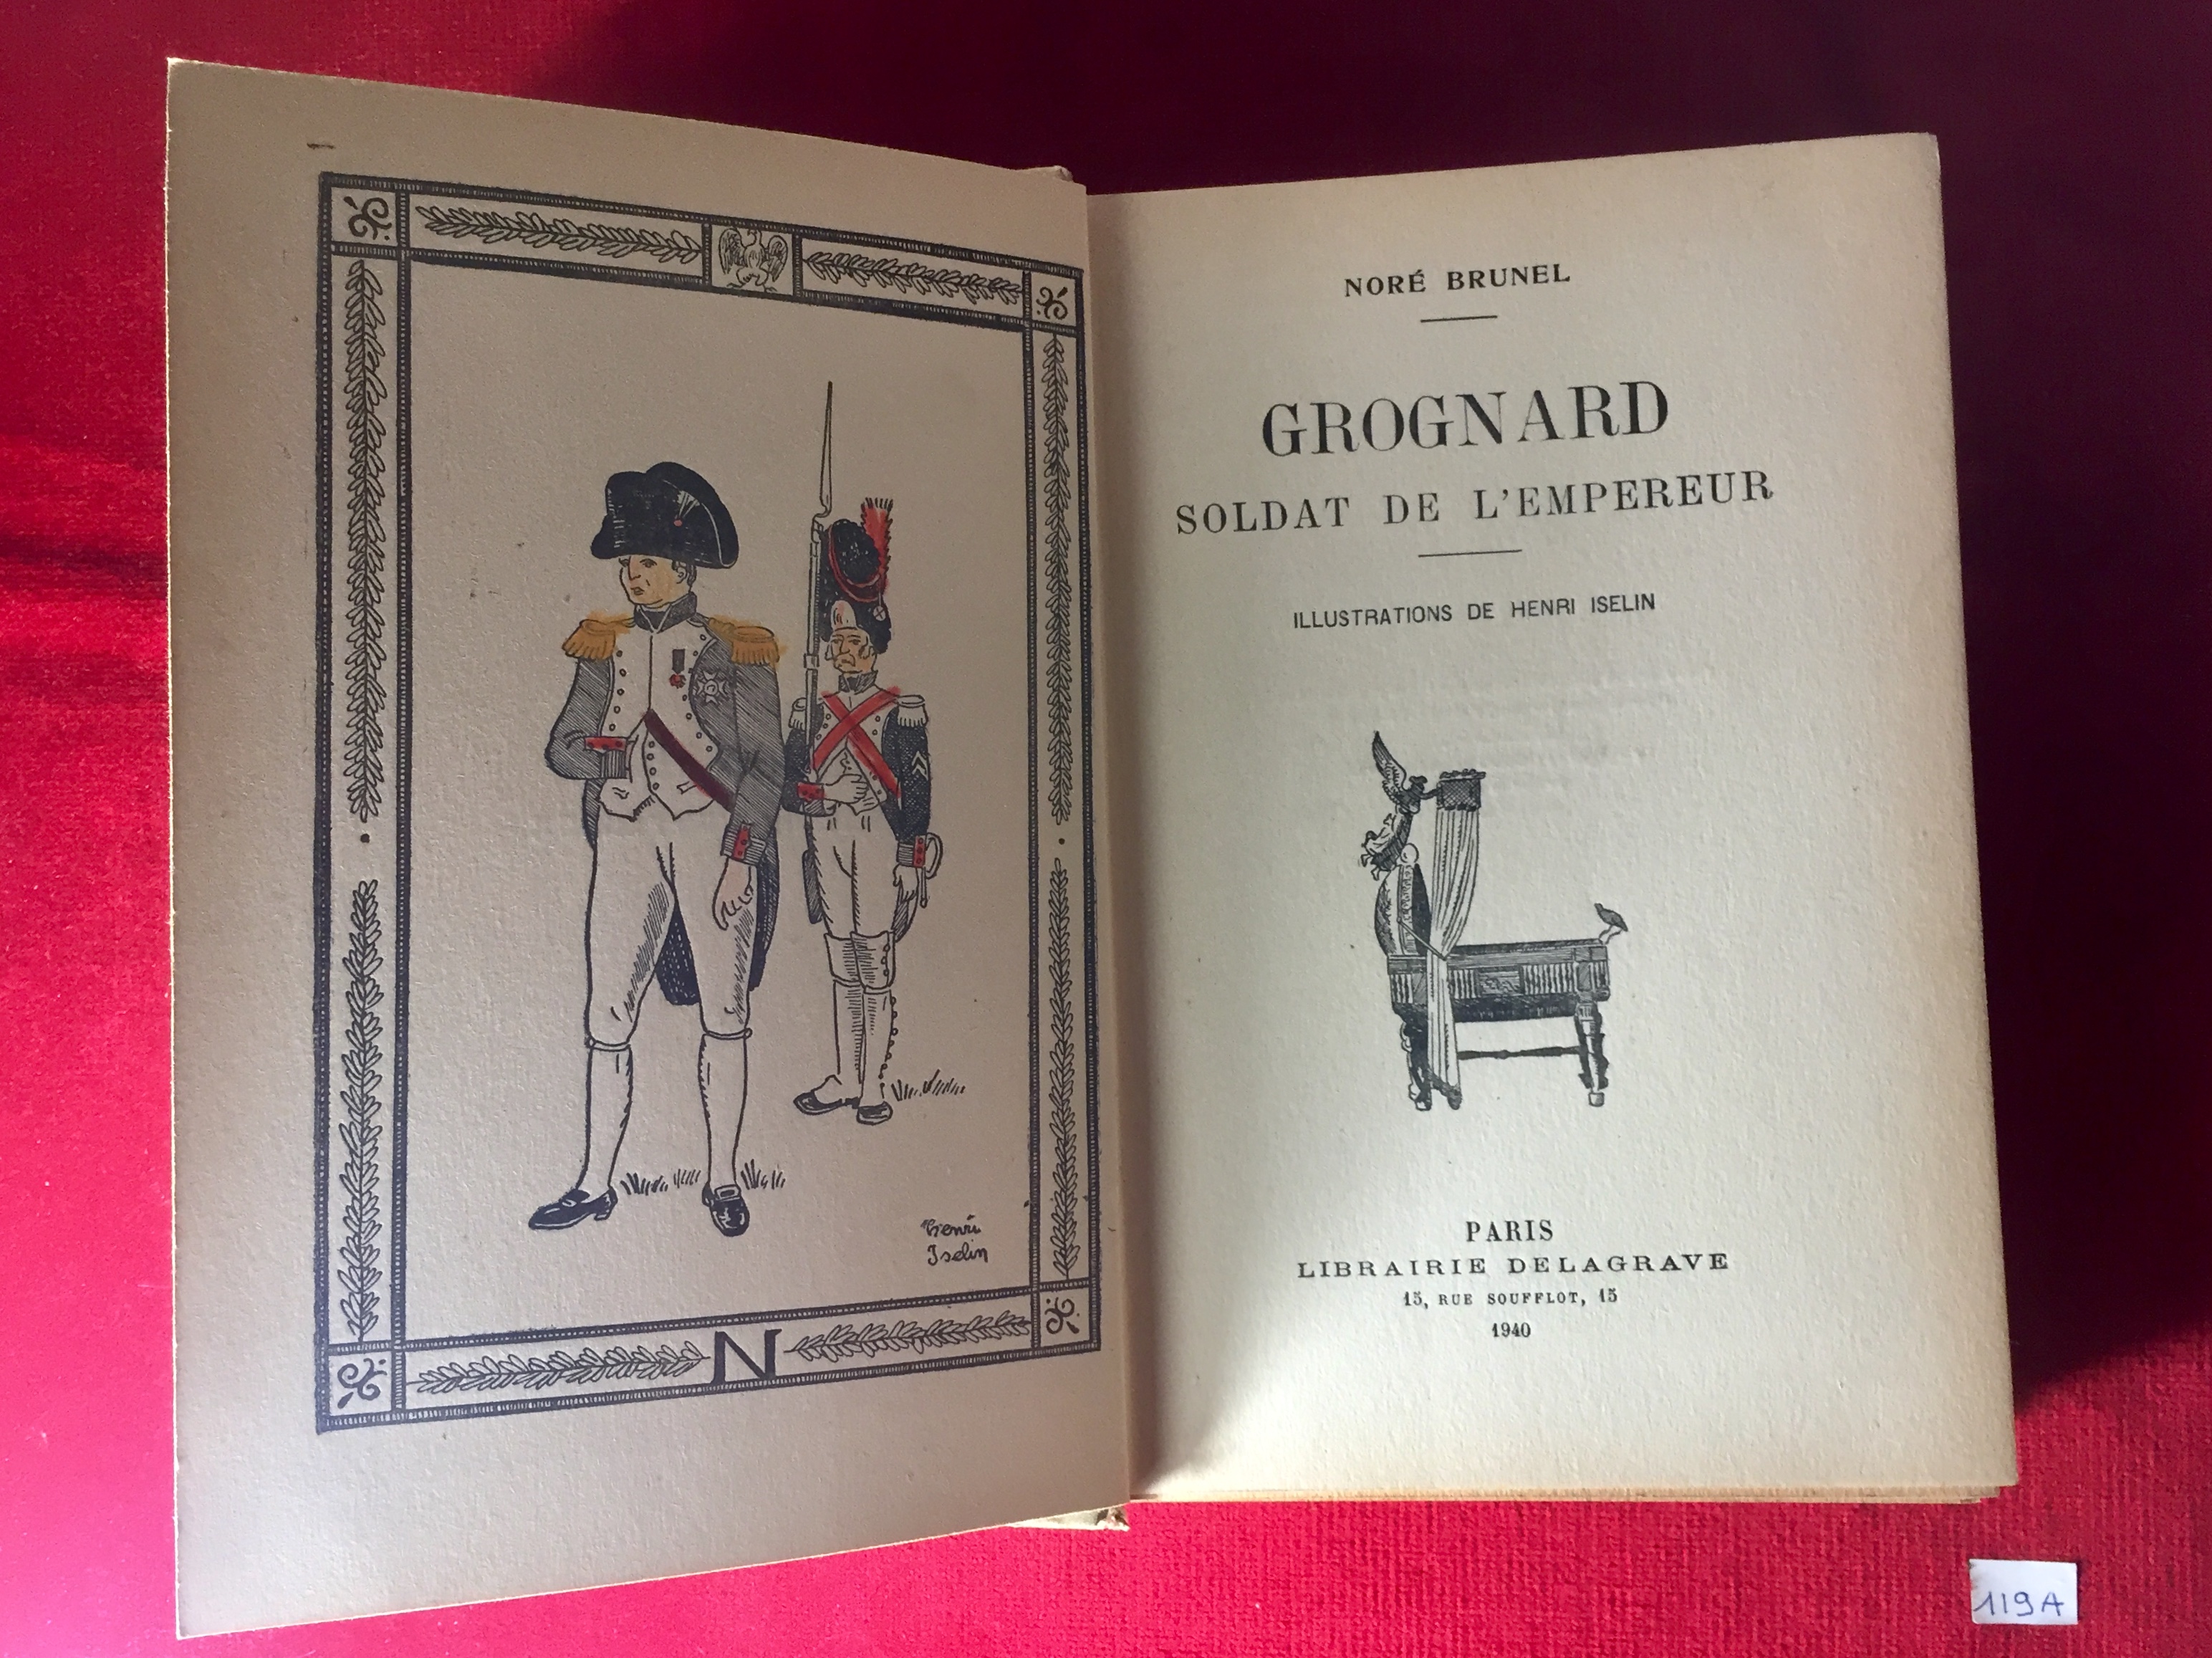 Henri
Iselin
N
NORÉ BRUNEL
GROGNARD
SOLDAT DE L'EMPEREUR
ILLUSTRATIONS DE HENRI ISELIN
PARIS
LIBRAIRIE DELAGRAVE
15, RUE SOUFFLOT, 15
1940
119A